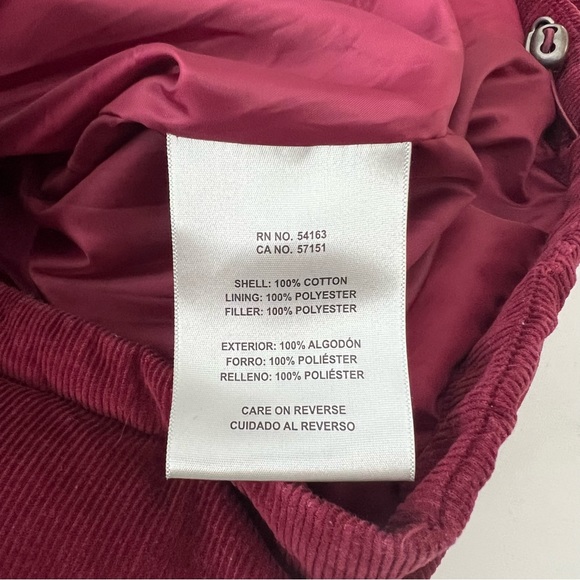 RN NO. 54163
CA NO. 57151
SHELL: 100% COTTON
LINING: 100% POLYESTER
FILLER: 100% POLYESTER
EXTERIOR: 100% ALGODÓN
FORRO: 100% POLIÉSTER
RELLENO: 100% POLIÉSTER
CARE ON REVERSE
CUIDADO AL REVERSO